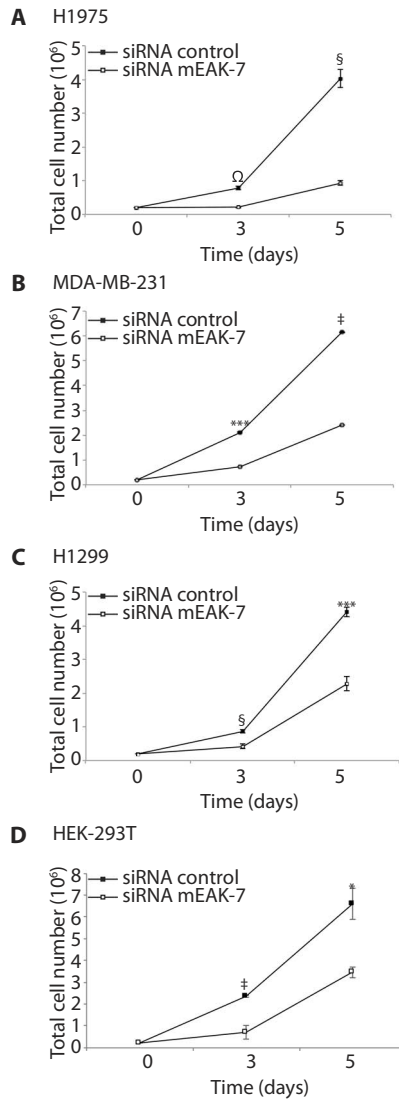 A H1975
Total cell number (10⁶)
5
4
3
2
1
0
siRNA control
siRNA mEAK-7
Ω
§
0 3 5
Time (days)
B MDA-MB-231
Total cell number (10⁶)
7
6
5
4
3
2
1
0
siRNA control
siRNA mEAK-7
***
‡
0 3 5
Time (days)
C H1299
Total cell number (10⁶)
5
4
3
2
1
0
siRNA control
siRNA mEAK-7
§
***
0 3 5
Time (days)
D HEK-293T
Total cell number (10⁶)
8
7
6
5
4
3
2
1
0
siRNA control
siRNA mEAK-7
‡
*
0 3 5
Time (days)